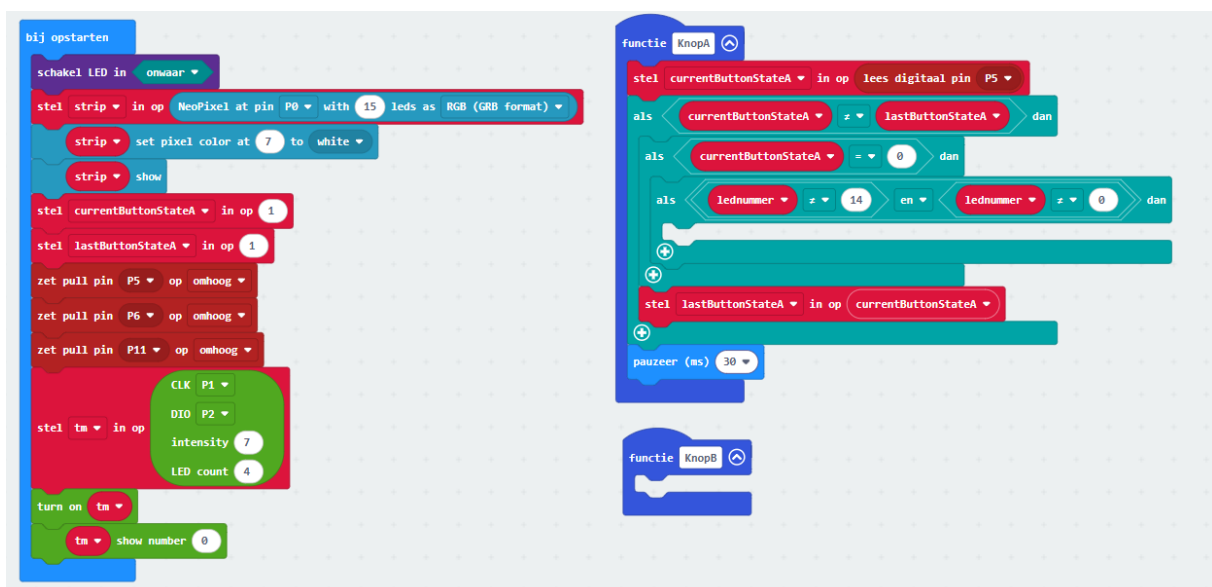 bij opstarten
schakel LED in onwaar
stel strip in op NeoPixel at pin P0 with 15 leds as RGB (GRB format)
strip set pixel color at 7 to white
strip show
stel currentButtonStateA in op 1
stel lastButtonStateA in op 1
zet pull pin P5 op omhoog
zet pull pin P6 op omhoog
zet pull pin P11 op omhoog
CLK P1
DIO P2
stel tm in op
intensity 7
LED count 4
turn on tm
tm show number 0
functie KnopA
stel currentButtonStateA in op lees digitaal pin P5
als currentButtonStateA ≠ lastButtonStateA dan
als currentButtonStateA = 0 dan
als lednummer ≠ 14 en lednummer ≠ 0 dan
stel lastButtonStateA in op currentButtonStateA
pauzeer (ms) 30
functie KnopB